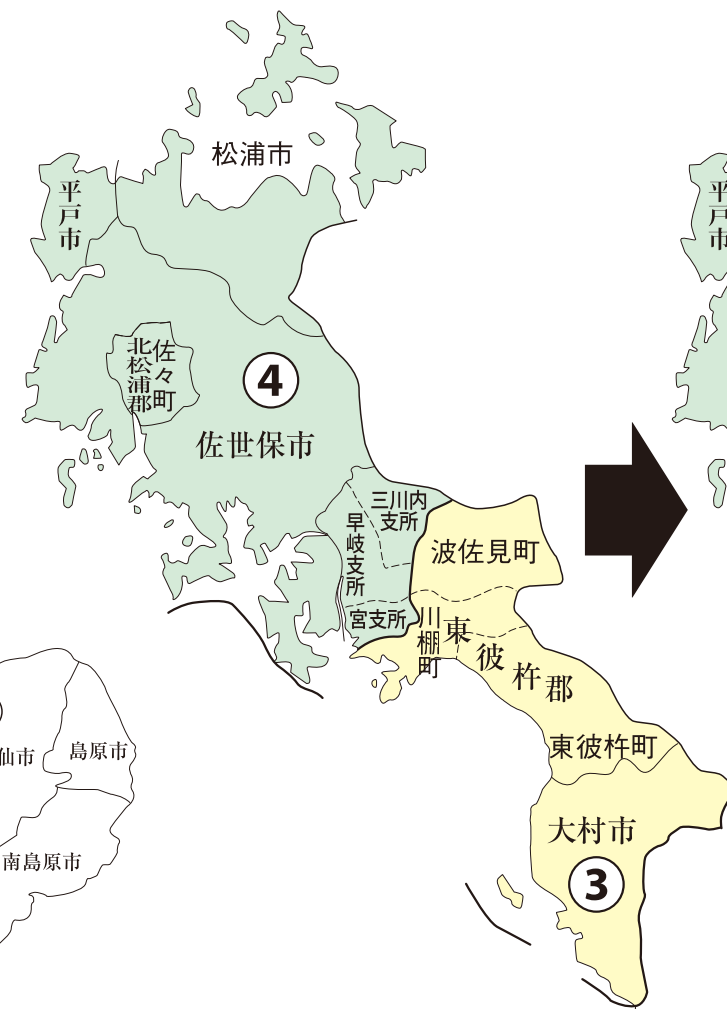 松浦市
平戸市
平戸市
佐々町
北松浦郡
④
佐世保市
三川内
支所
早岐支所
宮支所
波佐見町
川棚町
東彼杵郡
東彼杵町
大村市
③
仙市
島原市
南島原市